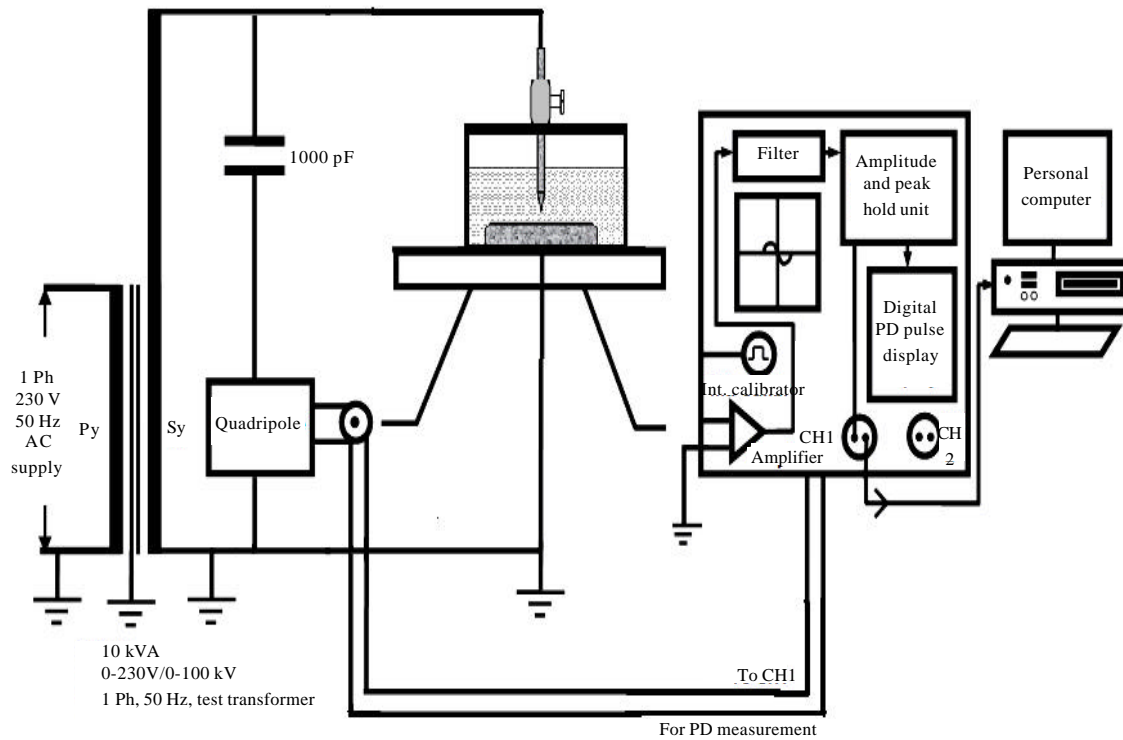 1000 pF
Filter
Amplitude
and peak
hold unit
Personal
computer
Digital
PD pulse
display
1 Ph
230 V
50 Hz
AC
supply
Py
Sy
Quadripole
Int. calibrator
Amplifier
CH1
CH
2
10 kVA
0-230V/0-100 kV
1 Ph, 50 Hz, test transformer
To CH1
For PD measurement